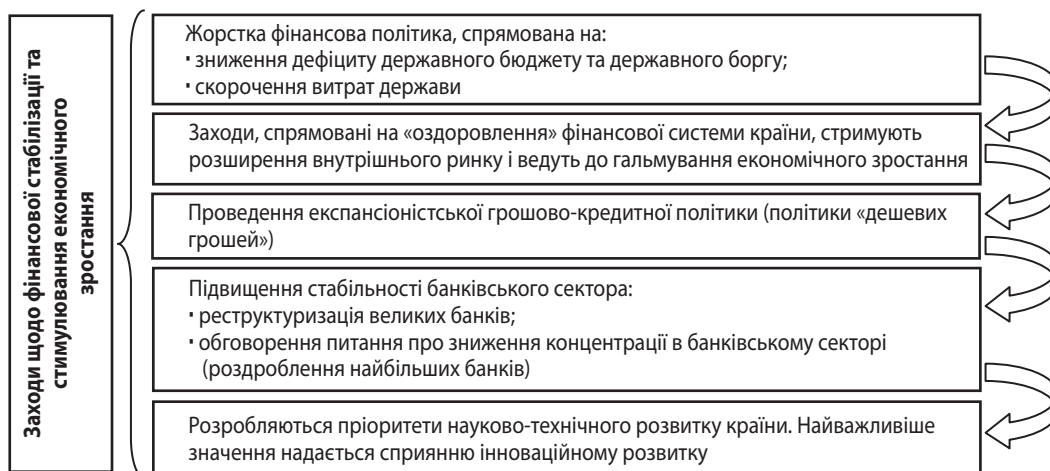 Заходи щодо фінансової стабілізації та
стимулювання економічного
зростання
Жорстка фінансова політика, спрямована на:
· зниження дефіциту державного бюджету та державного боргу;
· скорочення витрат держави
Заходи, спрямовані на «оздоровлення» фінансової системи країни, стримують
розширення внутрішнього ринку і ведуть до гальмування економічного зростання
Проведення експансіоністської грошово-кредитної політики (політики «дешевих
грошей»)
Підвищення стабільності банківського сектора:
· реструктуризація великих банків;
· обговорення питання про зниження концентрації в банківському секторі
(роздроблення найбільших банків)
Розробляються пріоритети науково-технічного розвитку країни. Найважливіше
значення надається сприянню інноваційному розвитку